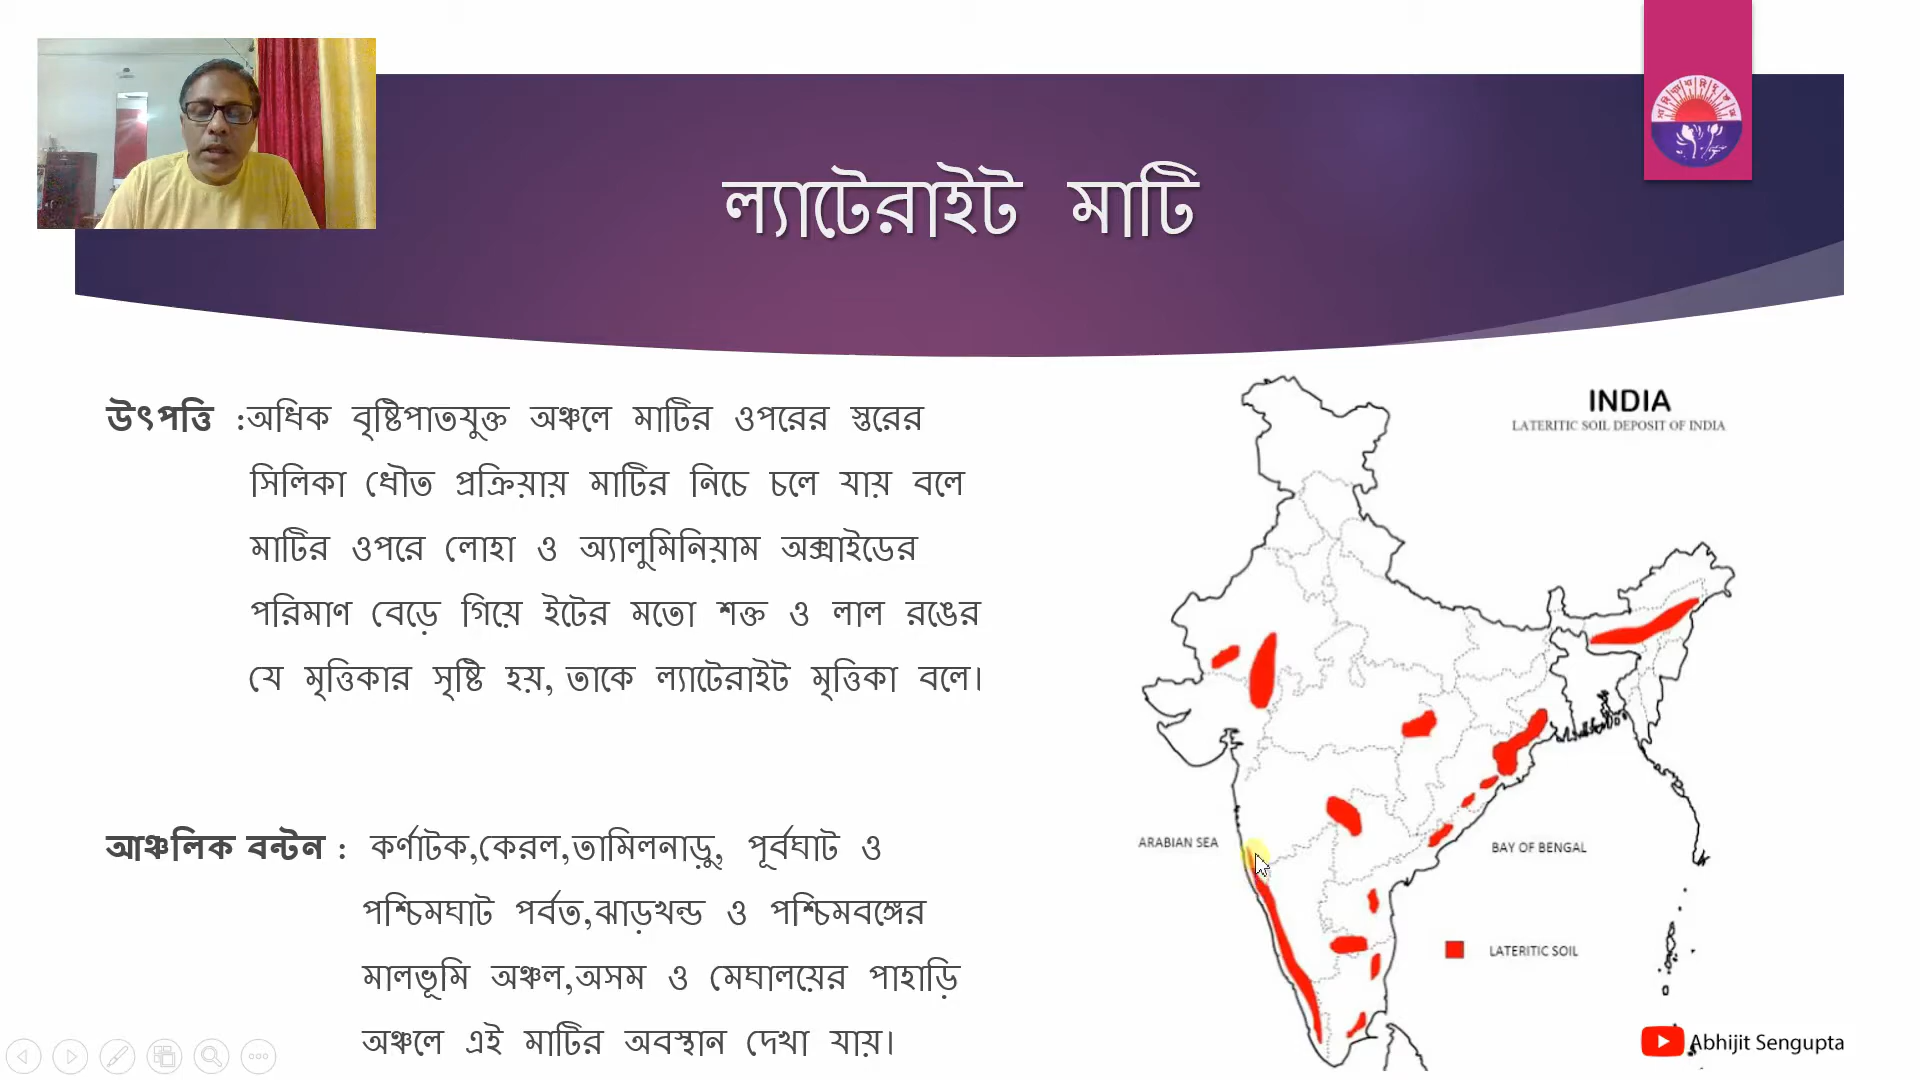 ল্যাটেরাইট মাটি
উৎপত্তি :অধিক বৃষ্টিপাতযুক্ত অঞ্চলে মাটির ওপরের স্তরের
সিলিকা ধৌত প্রক্রিয়ায় মাটির নিচে চলে যায় বলে
মাটির ওপরে লোহা ও অ্যালুমিনিয়াম অক্সাইডের
পরিমাণ বেড়ে গিয়ে ইটের মতো শক্ত ও লাল রঙের
যে মৃত্তিকার সৃষ্টি হয়, তাকে ল্যাটেরাইট মৃত্তিকা বলে।
আঞ্চলিক বন্টন : কর্ণাটক,কেরল,তামিলনাড়ু, পূর্বঘাট ও
পশ্চিমঘাট পর্বত,ঝাড়খন্ড ও পশ্চিমবঙ্গের
মালভূমি অঞ্চল,অসম ও মেঘালয়ের পাহাড়ি
অঞ্চলে এই মাটির অবস্থান দেখা যায়।
INDIA
LATERITIC SOIL DEPOSIT OF INDIA
ARABIAN SEA
BAY OF BENGAL
LATERITIC SOIL
Abhijit Sengupta